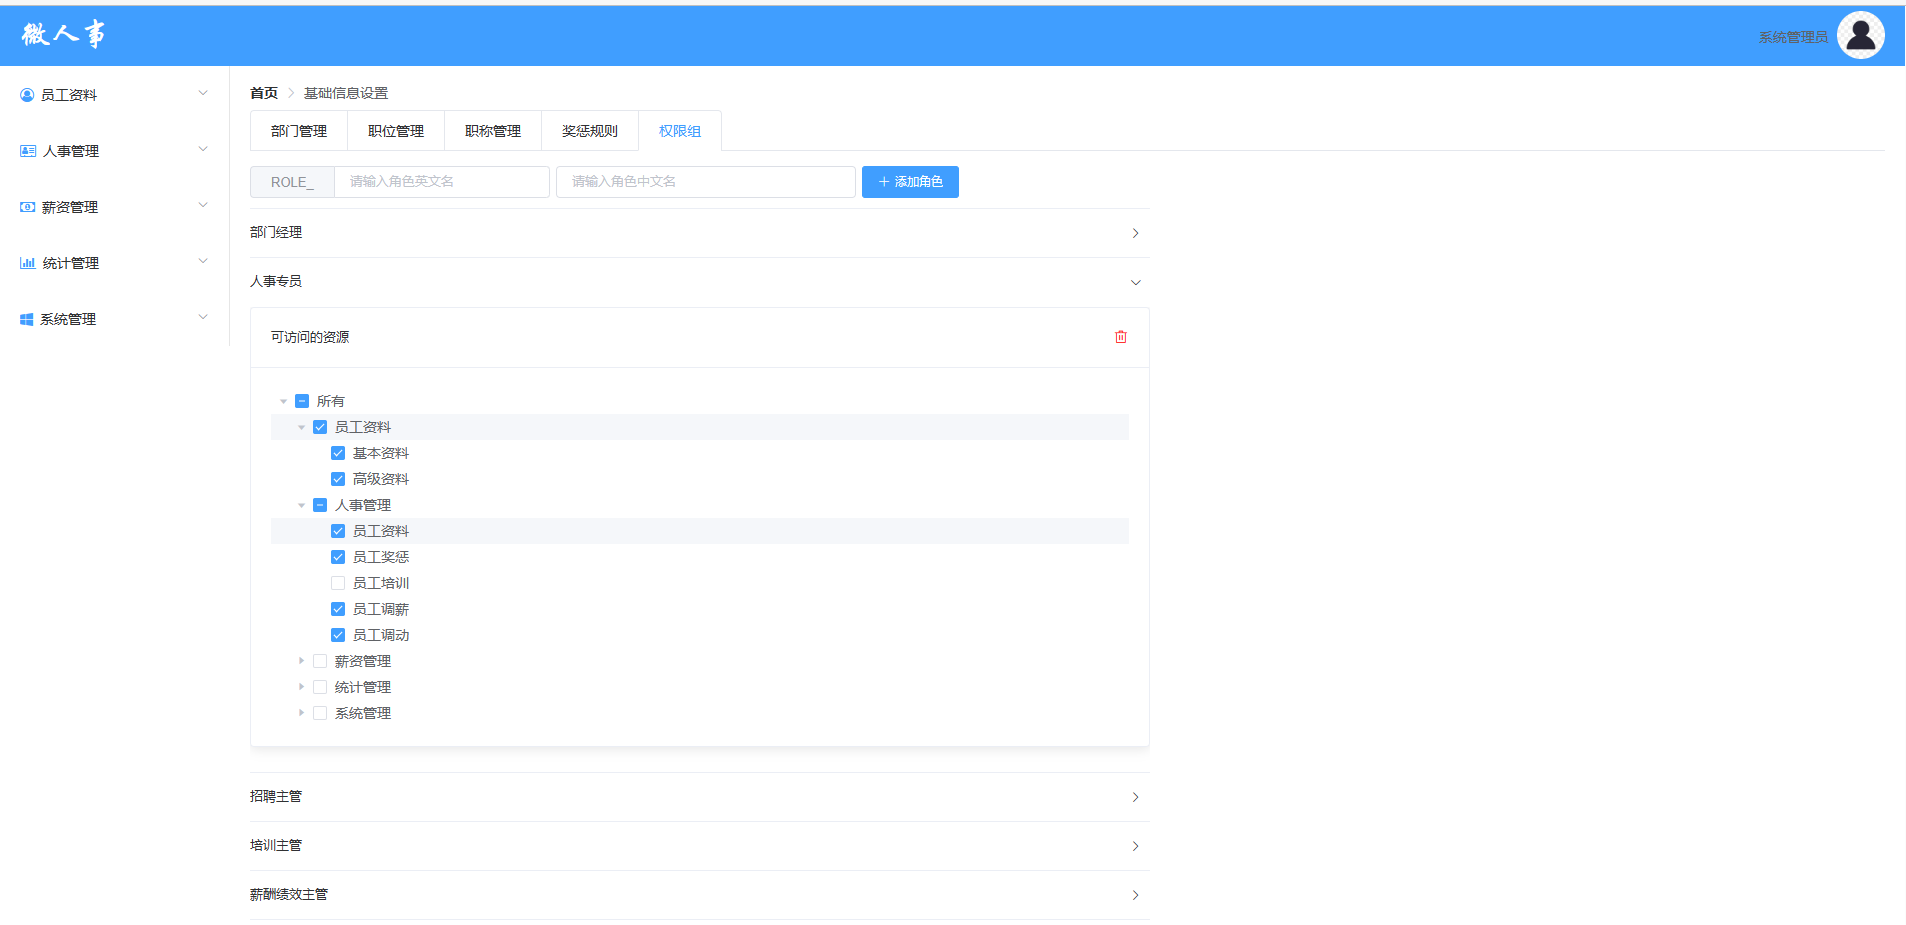 微人事
系统管理员
员工资料
人事管理
薪资管理
统计管理
系统管理
首页 > 基础信息设置
部门管理 职位管理 职称管理 奖惩规则 权限组
ROLE_ 请输入角色英文名 请输入角色中文名 + 添加角色
部门经理
人事专员
可访问的资源
所有
员工资料
基本资料
高级资料
人事管理
员工资料
员工奖惩
员工培训
员工调薪
员工调动
薪资管理
统计管理
系统管理
招聘主管
培训主管
薪酬绩效主管